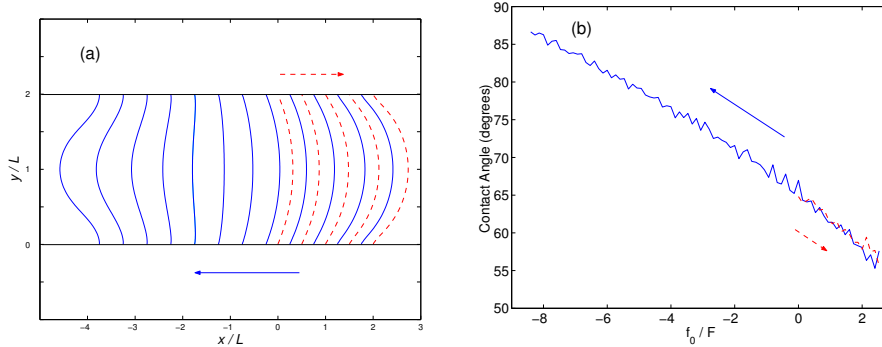 (a)
y / L
2
1
0
−4 −3 −2 −1 0 1 2 3
x / L
(b)
Contact Angle (degrees)
90
85
80
75
70
65
60
55
50
−8 −6 −4 −2 0 2
f0 / F